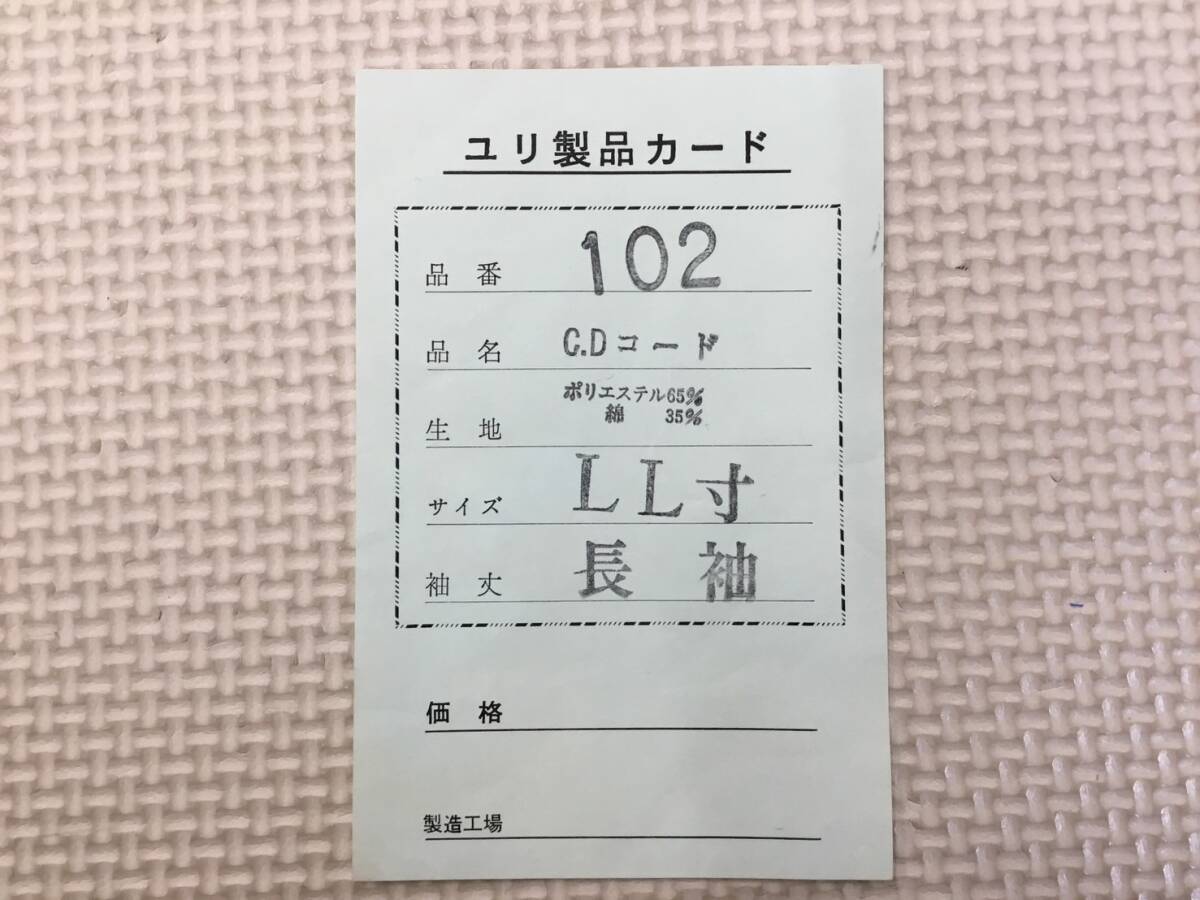 ユリ製品カード
品番 102
品名 C.Dコード
生地 ポリエステル65%
綿 35%
サイズ LL寸
袖丈 長袖
価格
製造工場